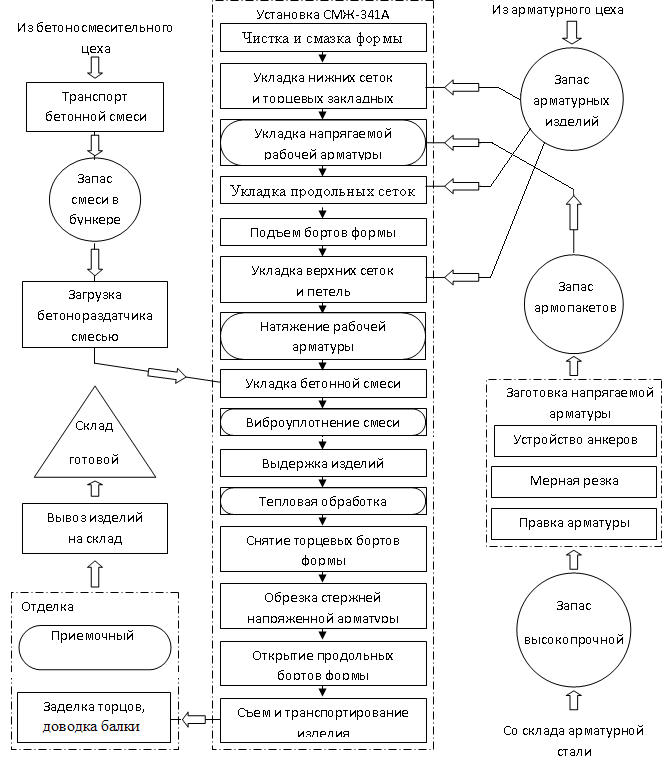 Из бетоносмесительного
цеха
Транспорт
бетонной смеси
Запас
смеси в
бункере
Загрузка
бетонораздатчика
смесью
Склад
готовой
Вывоз изделий
на склад
Отделка
Приемочный
Заделка торцов,
доводка балки
Установка СМЖ-341А
Чистка и смазка формы
Укладка нижних сеток
и торцевых закладных
Укладка напрягаемой
рабочей арматуры
Укладка продольных сеток
Подъем бортов формы
Укладка верхних сеток
и петель
Натяжение рабочей
арматуры
Укладка бетонной смеси
Виброуплотнение смеси
Выдержка изделий
Тепловая обработка
Снятие торцевых бортов
формы
Обрезка стержней
напряженной арматуры
Открытие продольных
бортов формы
Съем и транспортирование
изделия
Из арматурного цеха
Запас
арматурных
изделий
Запас
армопакетов
Заготовка напрягаемой
арматуры
Устройство анкеров
Мерная резка
Правка арматуры
Запас
высокопрочной
Со склада арматурной
стали